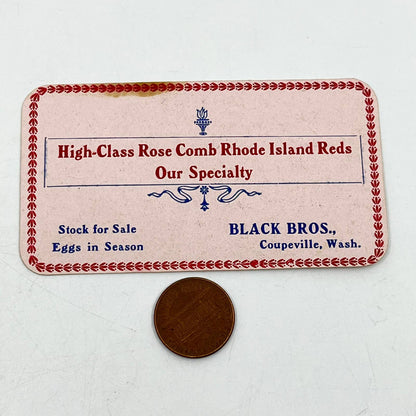 High-Class Rose Comb Rhode Island Reds
Our Specialty
Stock for Sale
Eggs in Season
BLACK BROS.,
Coupeville, Wash.